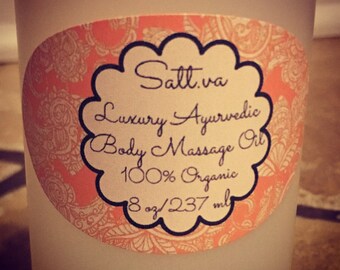 Satt.va
Luxury Ayurvedic
Body Massage Oil
100% Organic
8 oz/237 ml